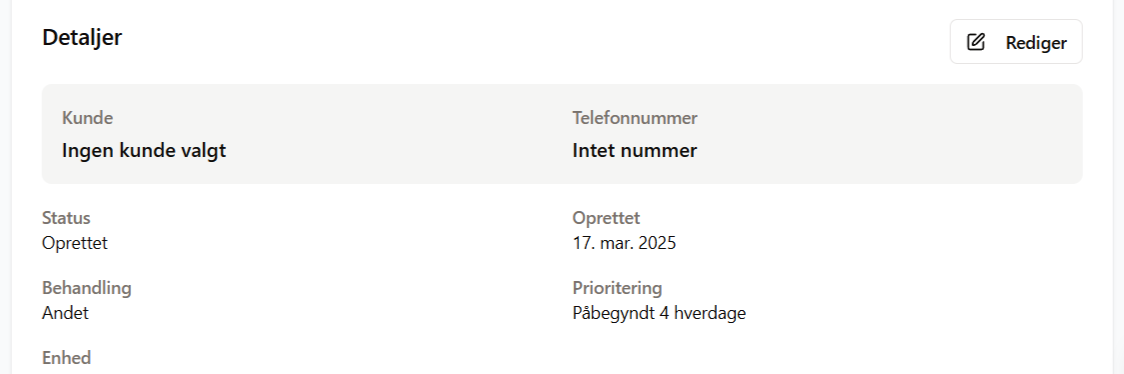 Detaljer
Rediger
Kunde
Ingen kunde valgt
Telefonnummer
Intet nummer
Status
Oprettet
Oprettet
17. mar. 2025
Behandling
Andet
Prioritering
Påbegyndt 4 hverdage
Enhed